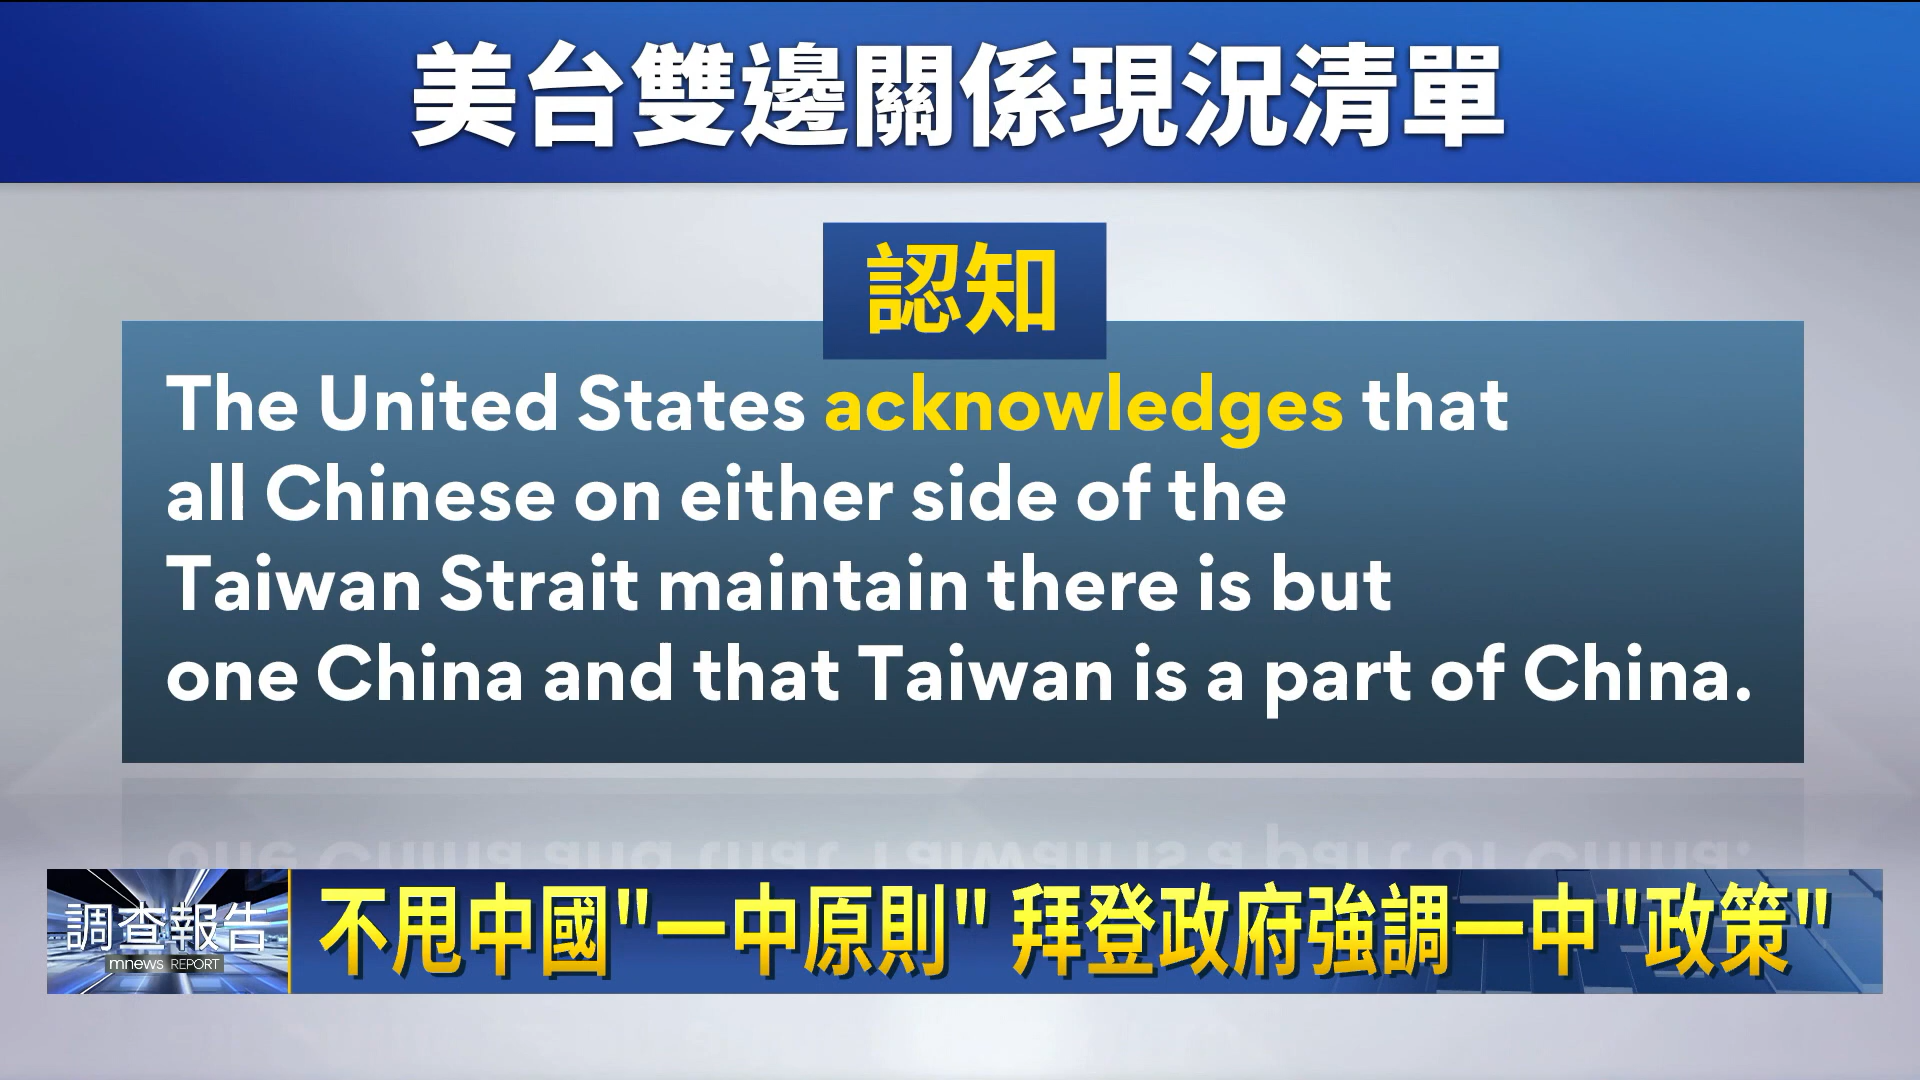 美台雙邊關係現況清單
認知
The United States acknowledges that
all Chinese on either side of the
Taiwan Strait maintain there is but
one China and that Taiwan is a part of China.
調查報告
mnews REPORT
不甩中國"一中原則" 拜登政府強調一中"政策"